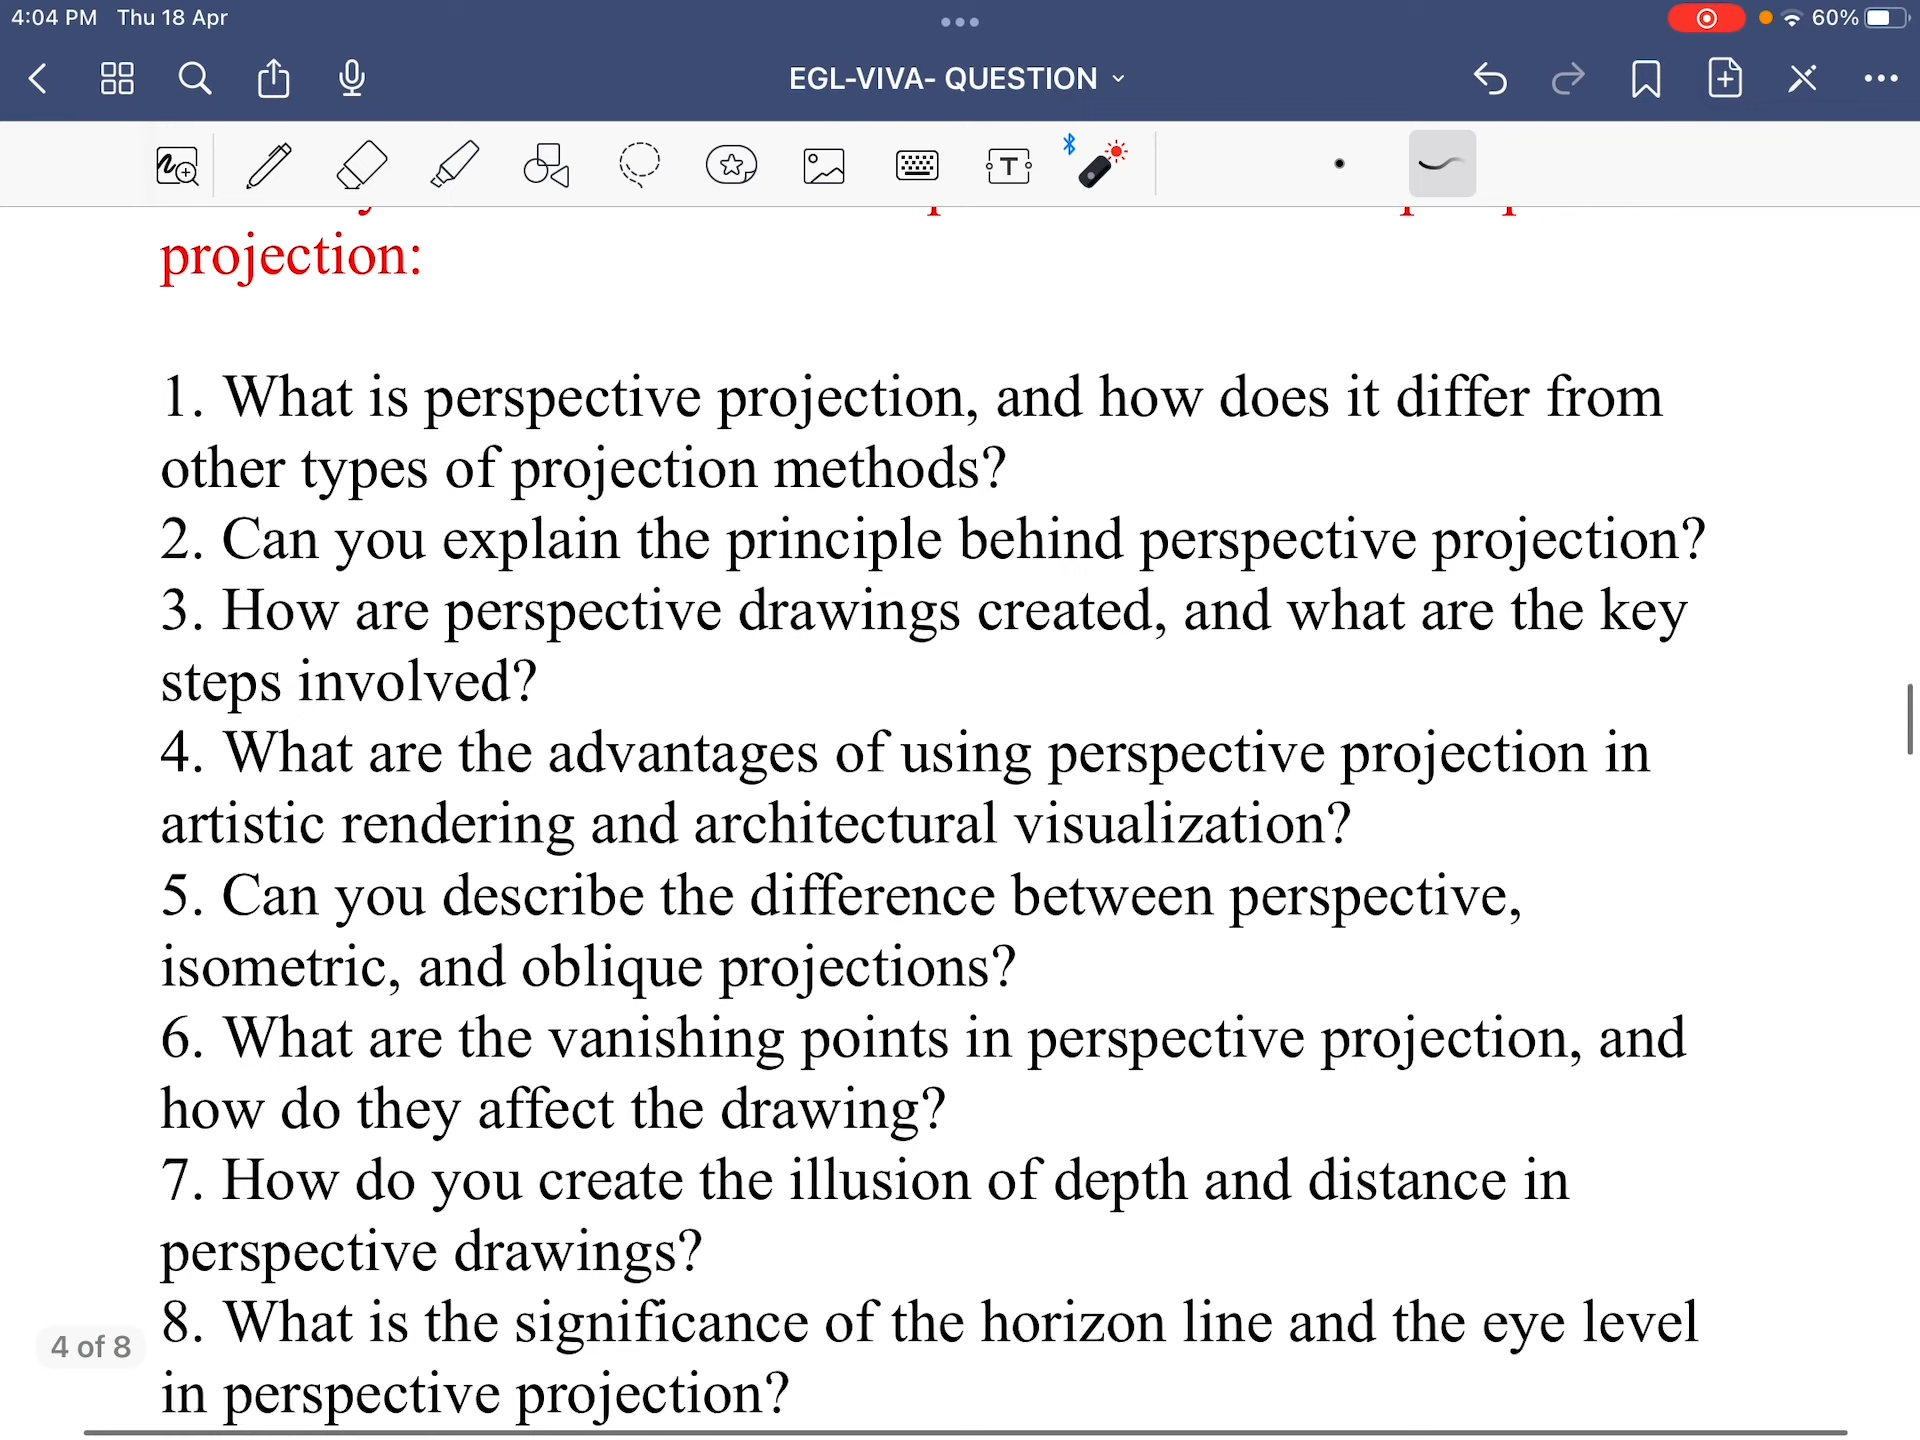 4:04 PM Thu 18 Apr
60%
EGL-VIVA- QUESTION
T
projection:
1. What is perspective projection, and how does it differ from
other types of projection methods?
2. Can you explain the principle behind perspective projection?
3. How are perspective drawings created, and what are the key
steps involved?
4. What are the advantages of using perspective projection in
artistic rendering and architectural visualization?
5. Can you describe the difference between perspective,
isometric, and oblique projections?
6. What are the vanishing points in perspective projection, and
how do they affect the drawing?
7. How do you create the illusion of depth and distance in
perspective drawings?
8. What is the significance of the horizon line and the eye level
in perspective projection?
4 of 8